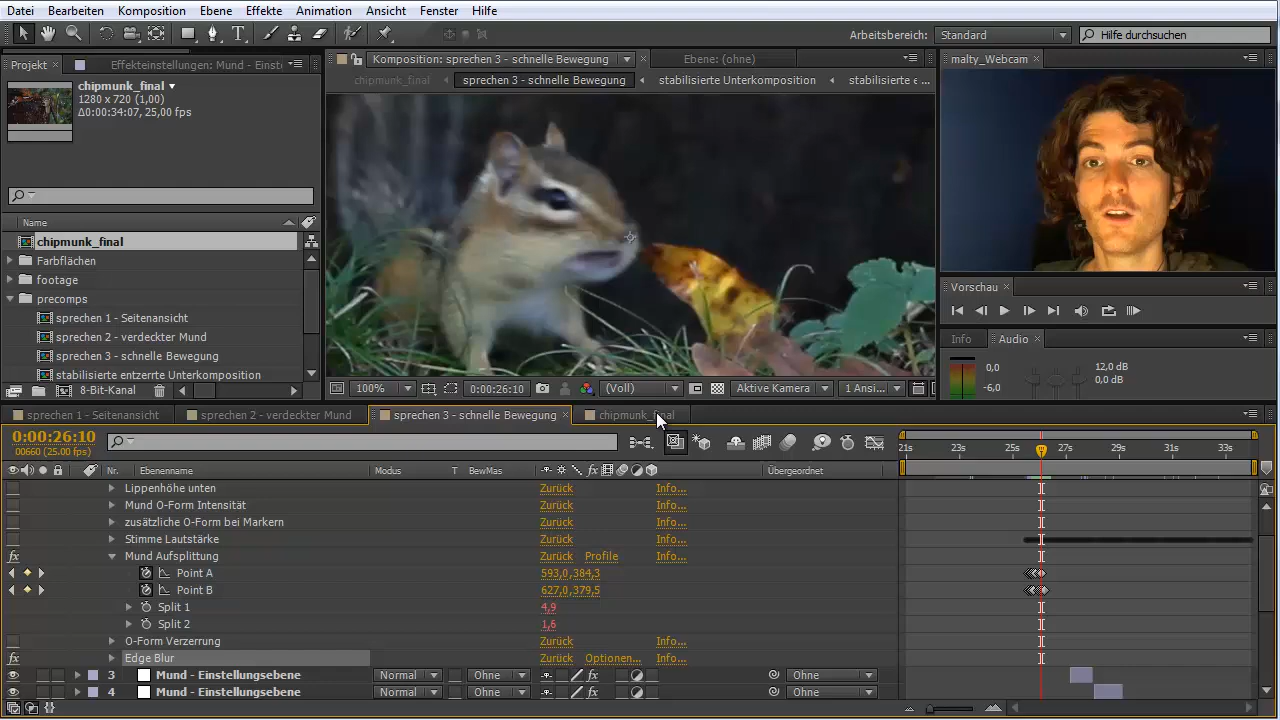 Datei Bearbeiten Komposition Ebene Effekte Animation Ansicht Fenster Hilfe
Arbeitsbereich: Standard Hilfe durchsuchen
Projekt Effekteinstellungen: Mund - Einst
Komposition: sprechen 3 - schnelle Bewegung Ebene: (ohne)
malty_Webcam
chipmunk_final sprechen 3 - schnelle Bewegung stabilisierte Unterkomposition stabilisierte e ...
chipmunk_final
1280 x 720 (1,00)
Δ0:00:34:07, 25,00 fps
Name
chipmunk_final
Farbflächen
footage
precomps
sprechen 1 - Seitenansicht
sprechen 2 - verdeckter Mund
sprechen 3 - schnelle Bewegung
stabilisierte entzerrte Unterkomposition
8-Bit-Kanal
100% 0:00:26:10 (Voll) Aktive Kamera 1 Ansi...
Vorschau
Info Audio
0,0
-6,0
12,0 dB
0,0 dB
sprechen 1 - Seitenansicht sprechen 2 - verdeckter Mund sprechen 3 - schnelle Bewegung chipmunk_final
0:00:26:10
00660 (25.00 fps)
21s 23s 25s 27s 29s 31s 33s
Nr. Ebenenname Modus T BewMas fx Übergeordnet
Lippenhöhe unten Zurück Info...
Mund O-Form Intensität Zurück Info...
zusätzliche O-Form bei Markern Zurück Info...
Stimme Lautstärke Zurück Info...
fx Mund Aufsplittung Zurück Profile Info...
Point A 593,0,384,3
Point B 627,0,379,5
Split 1 4,9
Split 2 1,6
O-Form Verzerrung Zurück Info...
fx Edge Blur Zurück Optionen... Info...
3 Mund - Einstellungsebene Normal Ohne fx Ohne
4 Mund - Einstellungsebene Normal Ohne fx Ohne